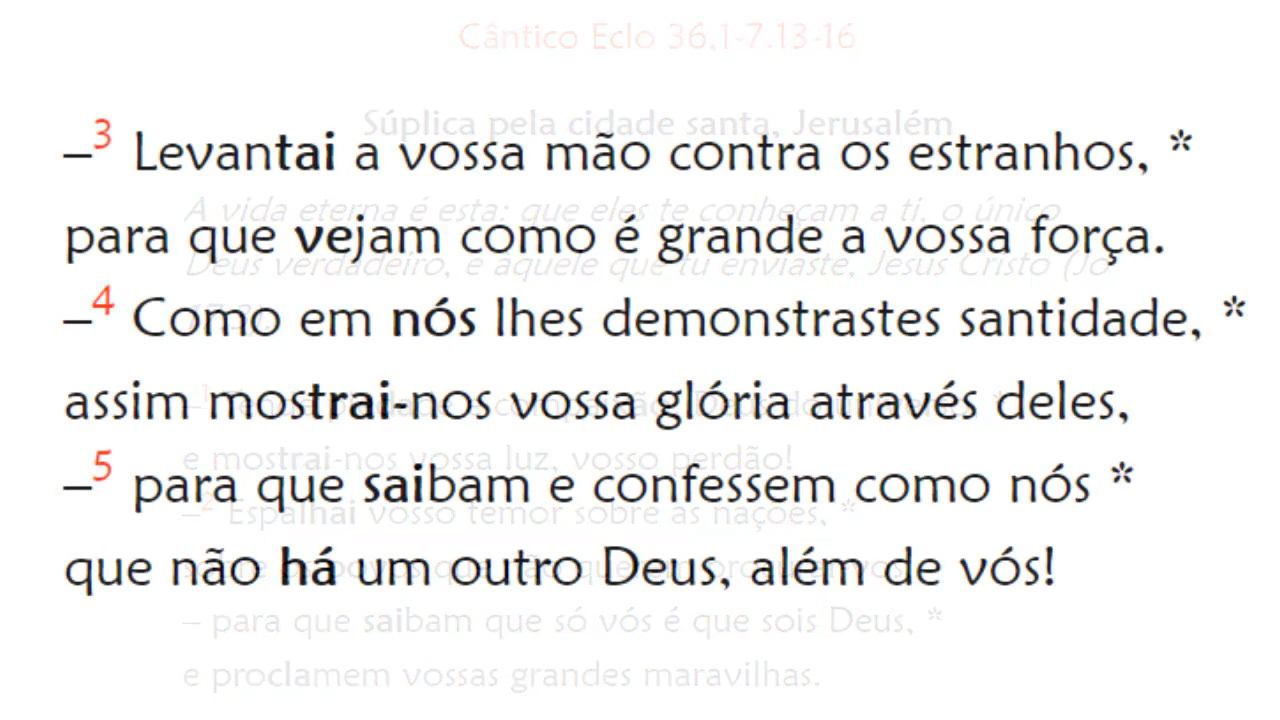 Cântico Eclo 36,1-7.13-16
Súplica pela cidade santa, Jerusalém
–3 Levantai a vossa mão contra os estranhos, *
A vida eterna é esta: que eles te conheçam a ti, o único
para que vejam como é grande a vossa força.
Deus verdadeiro, e àquele que tu enviaste, Jesus Cristo (Jo
–4 Como em nós lhes demonstrastes santidade, *
assim mostrai-nos vossa glória através deles,
e mostrai-nos vossa luz, vosso perdão!
–5 para que saibam e confessem como nós *
–2 Espalhai vosso temor sobre as nações, *
que não há um outro Deus, além de vós!
– para que saibam que só vós é que sois Deus, *
e proclamem vossas grandes maravilhas.